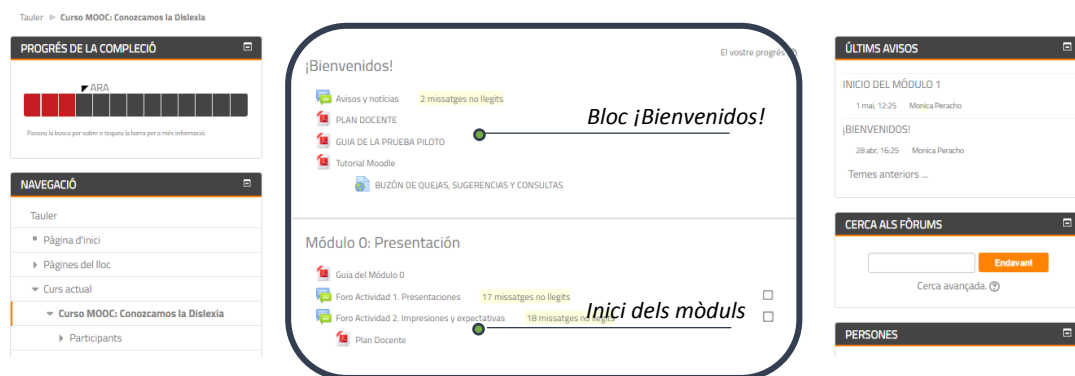 Tauler ▶ Curso MOOC: Conozcamos la Dislexia
PROGRÉS DE LA COMPLECIÓ
ARA
Passeu la busca per sobre o toqueu la barra per a més informació.
NAVEGACIÓ
Tauler
Pàgina d'inici
Pàgines del lloc
Curs actual
Curso MOOC: Conozcamos la Dislexia
Participants
El vostre progrés
¡Bienvenidos!
Avisos y notícias 2 missatges no llegits
PLAN DOCENTE
GUIA DE LA PRUEBA PILOTO
Tutorial Moodle
BUZÓN DE QUEJAS, SUGERENCIAS Y CONSULTAS
Bloc ¡Bienvenidos!
Módulo 0: Presentación
Guia del Módulo 0
Foro Actividad 1. Presentaciones 17 missatges no llegits
Foro Actividad 2. Impresiones y expectativas 18 missatges no llegits
Plan Docente
Inici dels mòduls
ÚLTIMS AVISOS
INICIO DEL MÓDULO 1
1 mai, 12:25 Monica Peracho
¡BIENVENIDOS!
28 abr, 16:25 Monica Peracho
Temes anteriors ...
CERCA ALS FÒRUMS
Endavant
Cerca avançada.
PERSONES